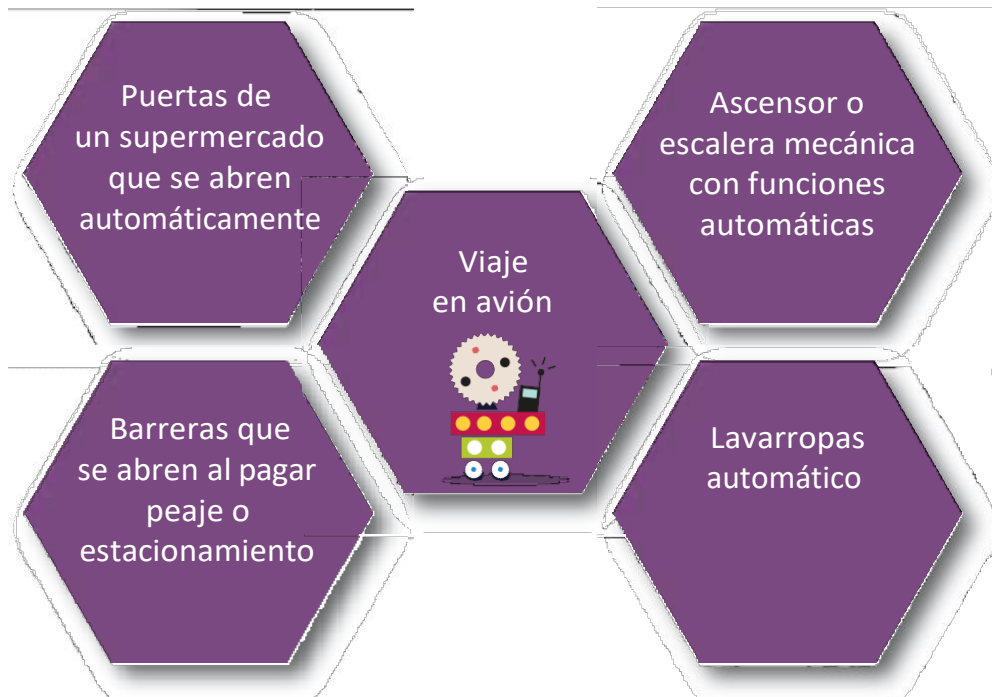 Puertas de
un supermercado
que se abren
automáticamente
Ascensor o
escalera mecánica
con funciones
automáticas
Viaje
en avión
Barreras que
se abren al pagar
peaje o
estacionamiento
Lavarropas
automático